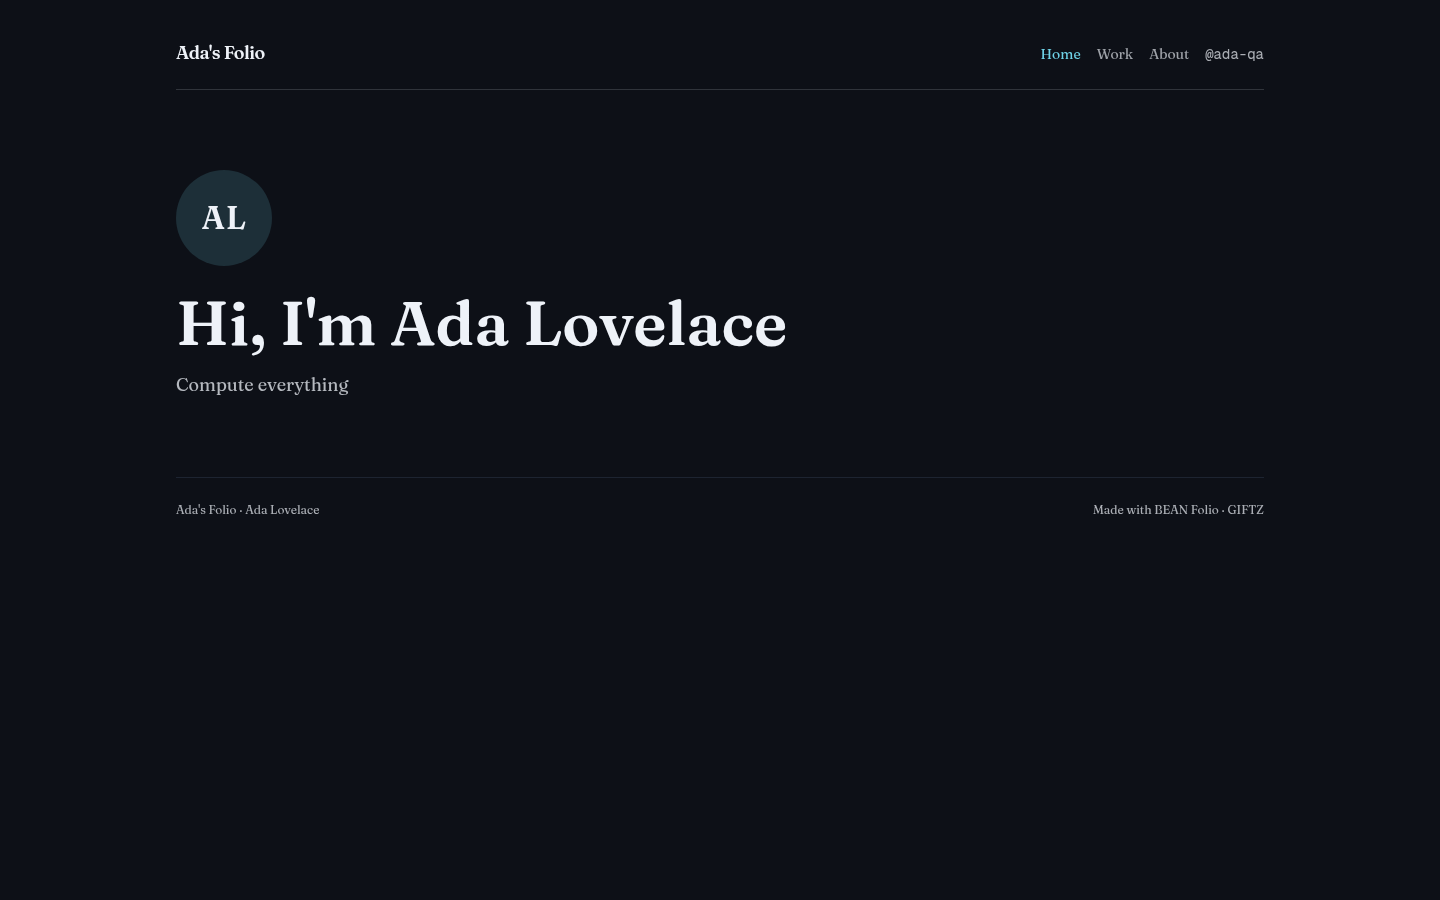 Ada's Folio
Home Work About @ada-qa
AL
Hi, I'm Ada Lovelace
Compute everything
Ada's Folio · Ada Lovelace
Made with BEAN Folio · GIFTZ